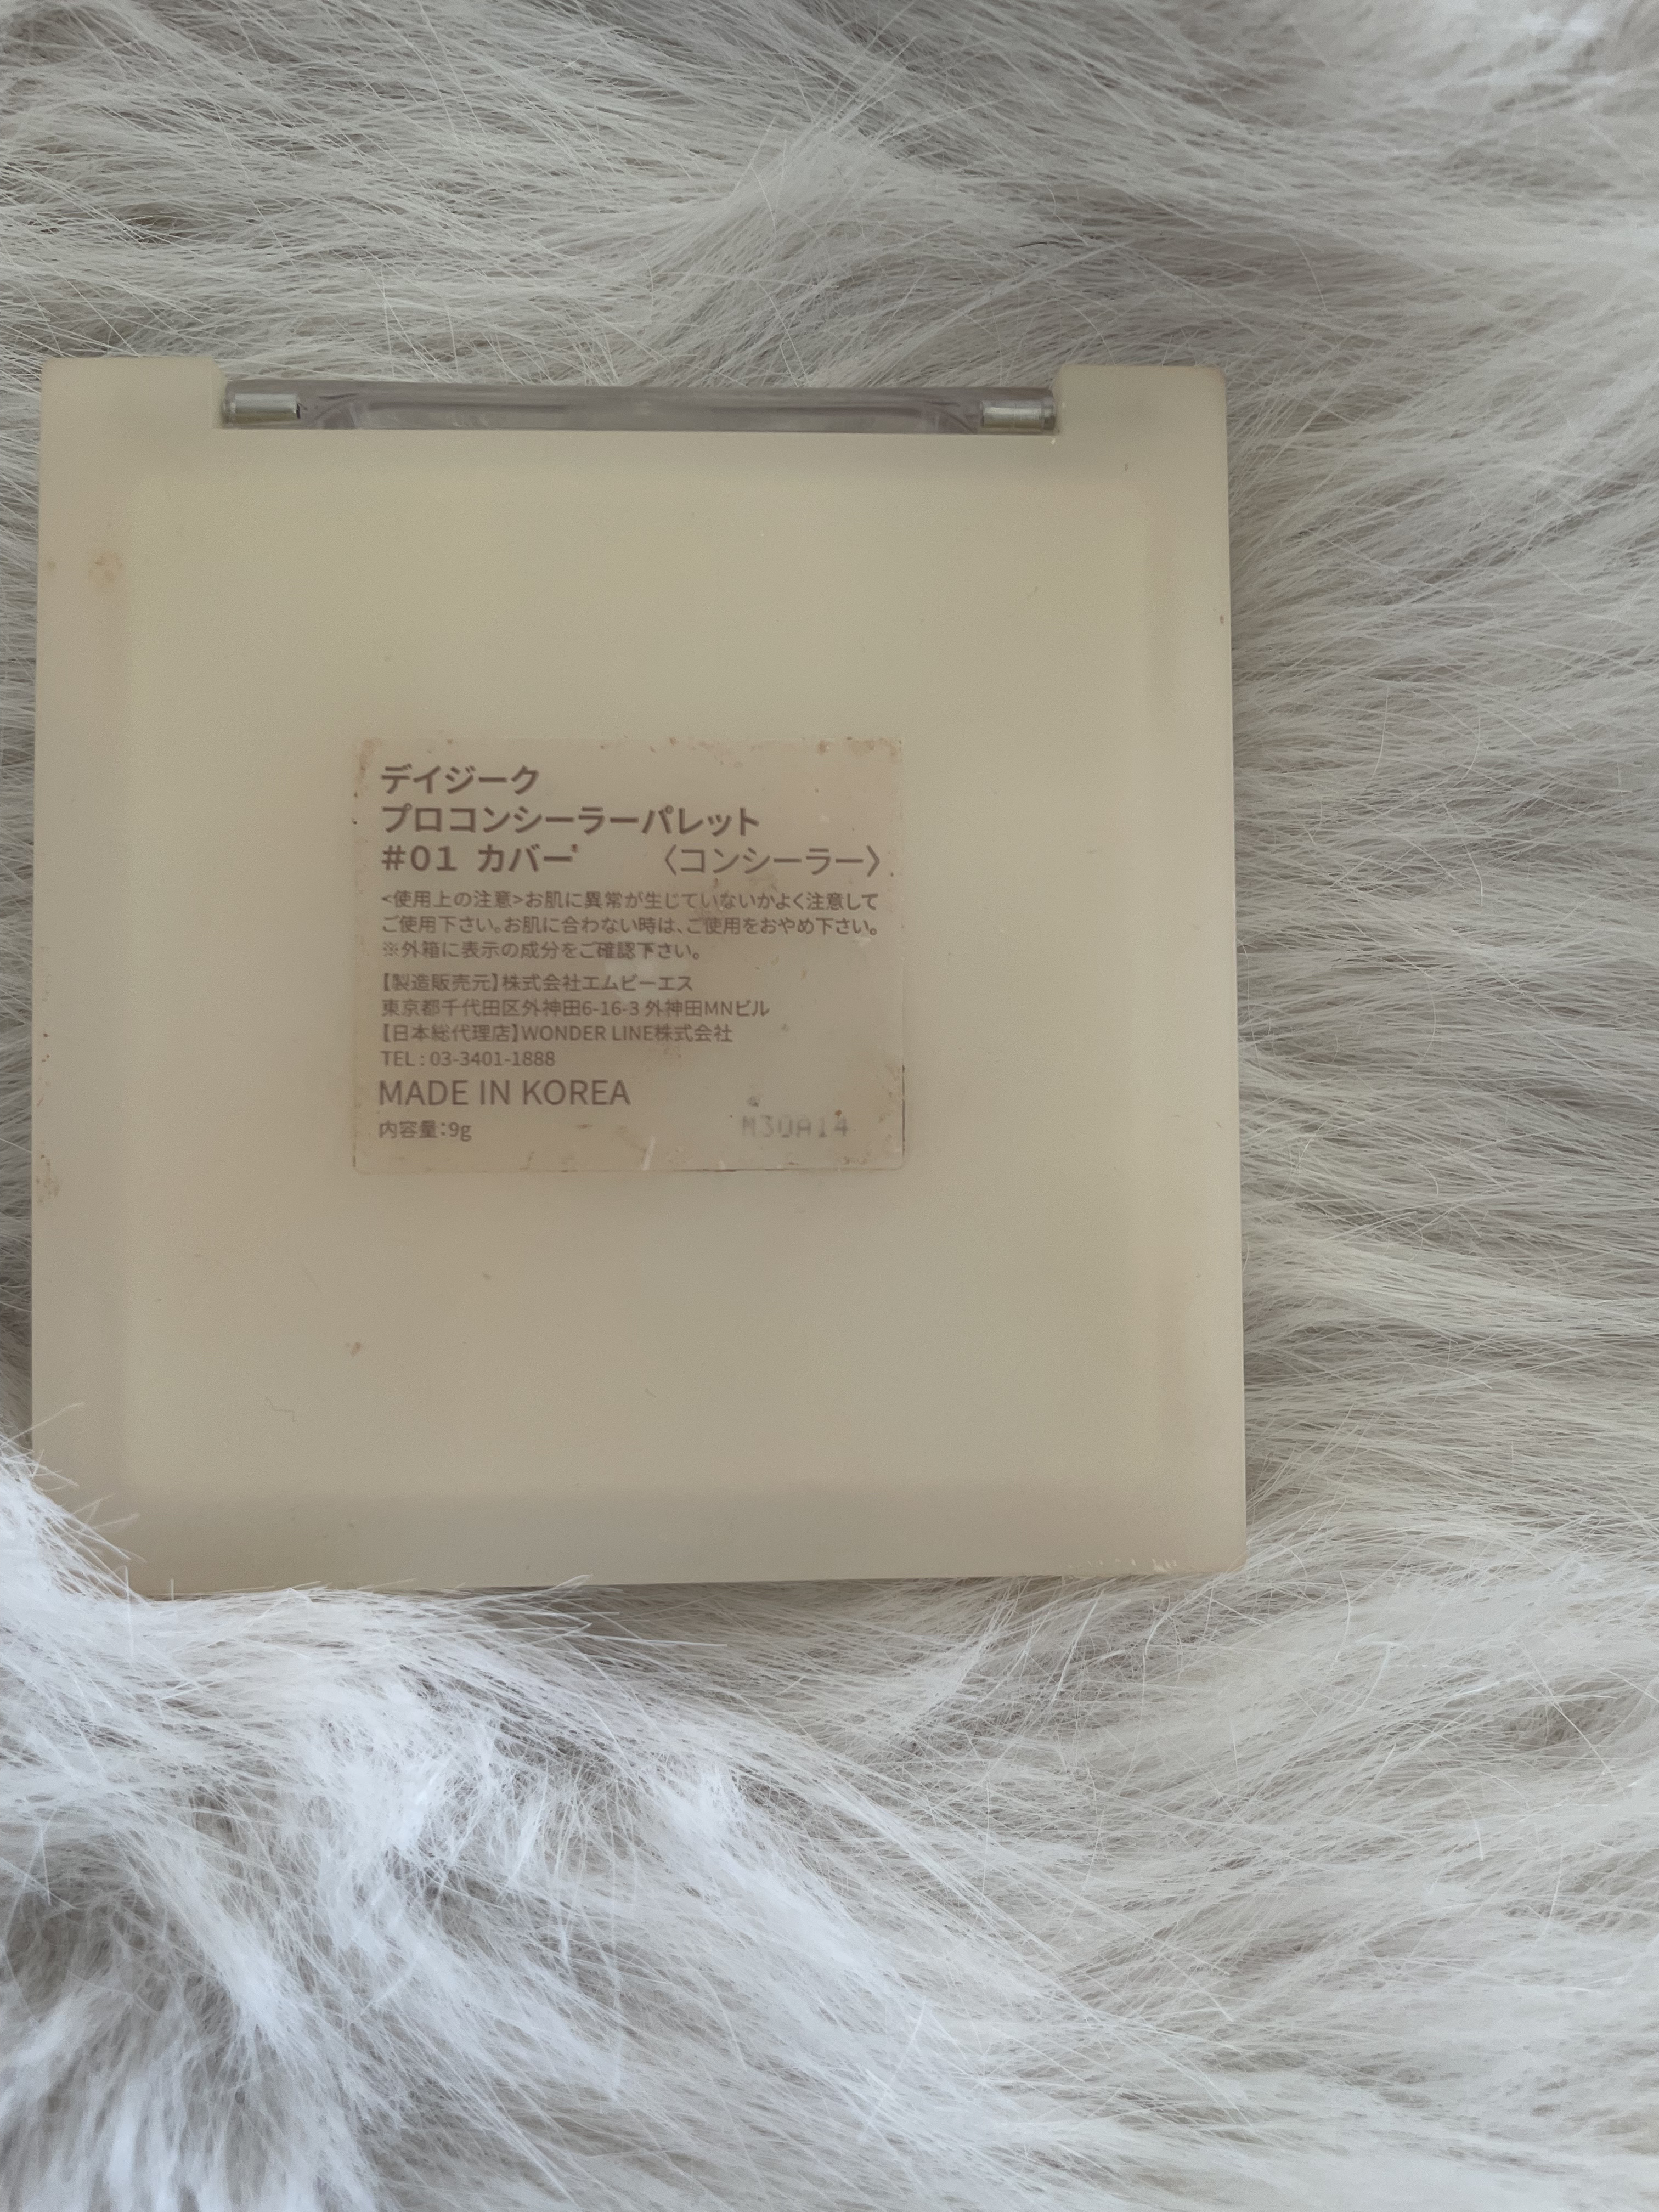 デイジーク
プロコンシーラーパレット
#01 カバー 〈コンシーラー〉
<使用上の注意>お肌に異常が生じていないかよく注意して
ご使用下さい。お肌に合わない時は、ご使用をおやめ下さい。
※外箱に表示の成分をご確認下さい。
【製造販売元】株式会社エムビーエス
東京都千代田区外神田6-16-3 外神田MNビル
【日本総代理店】WONDER LINE株式会社
TEL : 03-3401-1888
MADE IN KOREA
内容量:9g M30A14